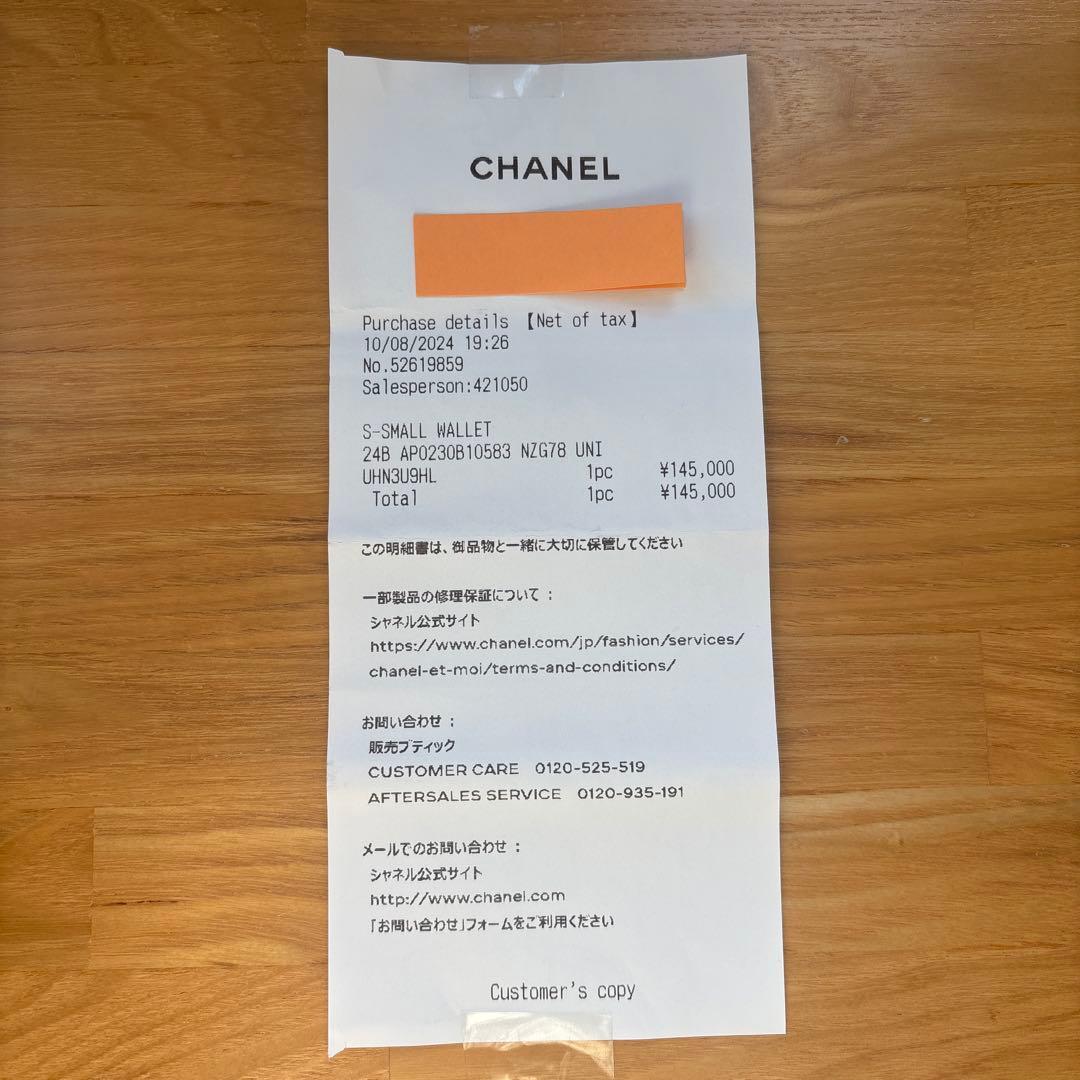 CHANEL
Purchase details 【Net of tax】
10/08/2024 19:26
No.52619859
Salesperson:421050
S-SMALL WALLET
24B AP0230B10583 NZG78 UNI
UHN3U9HL 1pc ¥145,000
Total 1pc ¥145,000
この明細書は、御品物と一緒に大切に保管してください
一部製品の修理保証について：
シャネル公式サイト
https://www.chanel.com/jp/fashion/services/
chanel-et-moi/terms-and-conditions/
お問い合わせ：
販売ブティック
CUSTOMER CARE 0120-525-519
AFTERSALES SERVICE 0120-935-191
メールでのお問い合わせ：
シャネル公式サイト
http://www.chanel.com
「お問い合わせ」フォームをご利用ください
Customer's copy